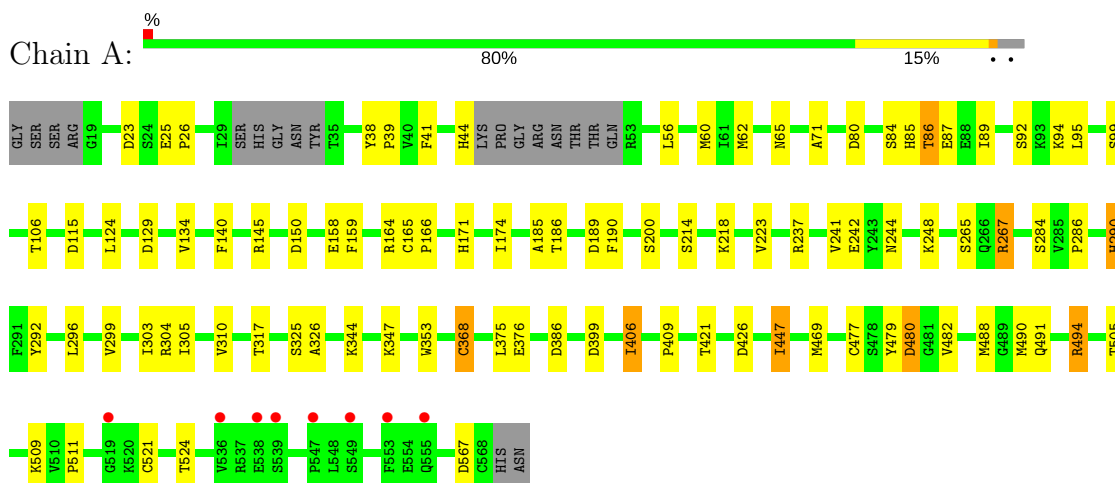 %
Chain A:
80% 15% • •
GLY SER SER ARG G19 D23 S24 E25 P26 I29 SER HIS GLY ASN TYR T35 Y38 P39 V40 F41 H44 LYS PRO GLY ARG ASN THR THR GLN R53 L56 M60 I61 M62 N65 A71 D80 S84 H85 T86 E87 E88 I89 S92 K93 K94 L95
T106 D115 L124 D129 V134 F140 R145 D150 E158 F159 R164 C165 P166 H171 I174 A185 T186 D189 F190 S200 S214 K218 V223 R237 V241 E242 Y243 N244 K248 S265 Q266 R267 S284 V285 P286 H290
F291 Y292 L296 V299 I303 R304 I305 V310 T317 S325 A326 K344 K347 W353 C368 L375 E376 D386 D399 I406 P409 T421 D426 I447 M469 C477 S478 Y479 D480 G481 V482 M488 G489 M490 Q491 R494 T505
K509 V510 P511 G519 K520 C521 T524 V536 R537 E538 S539 P547 L548 S549 F553 E554 Q555 D567 C568 HIS ASN